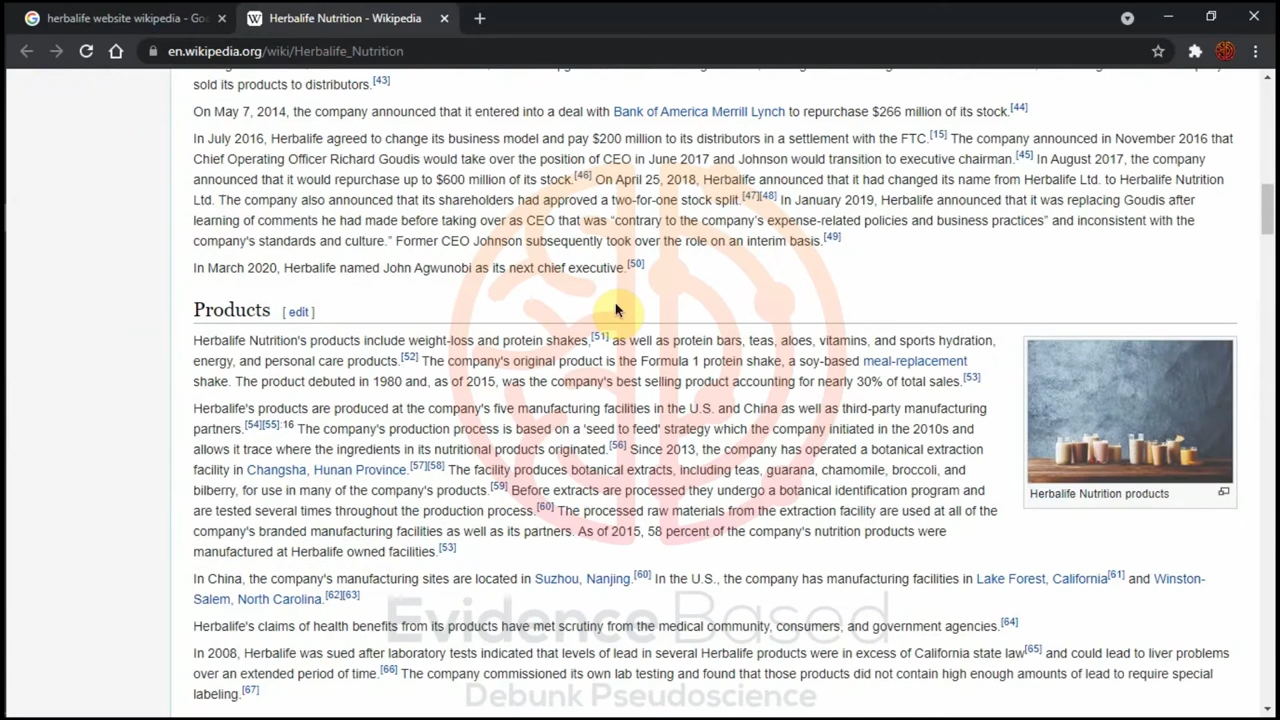 herbalife website wikipedia - Goo
Herbalife Nutrition - Wikipedia
en.wikipedia.org/wiki/Herbalife_Nutrition
sold its products to distributors.[43]
On May 7, 2014, the company announced that it entered into a deal with Bank of America Merrill Lynch to repurchase $266 million of its stock.[44]
In July 2016, Herbalife agreed to change its business model and pay $200 million to its distributors in a settlement with the FTC.[15] The company announced in November 2016 that
Chief Operating Officer Richard Goudis would take over the position of CEO in June 2017 and Johnson would transition to executive chairman.[45] In August 2017, the company
announced that it would repurchase up to $600 million of its stock.[46] On April 25, 2018, Herbalife announced that it had changed its name from Herbalife Ltd. to Herbalife Nutrition
Ltd. The company also announced that its shareholders had approved a two-for-one stock split.[47][48] In January 2019, Herbalife announced that it was replacing Goudis after
learning of comments he had made before taking over as CEO that was “contrary to the company’s expense-related policies and business practices” and inconsistent with the
company's standards and culture.” Former CEO Johnson subsequently took over the role on an interim basis.[49]
In March 2020, Herbalife named John Agwunobi as its next chief executive.[50]
Products [ edit ]
Herbalife Nutrition's products include weight-loss and protein shakes,[51] as well as protein bars, teas, aloes, vitamins, and sports hydration,
energy, and personal care products.[52] The company's original product is the Formula 1 protein shake, a soy-based meal-replacement
shake. The product debuted in 1980 and, as of 2015, was the company's best selling product accounting for nearly 30% of total sales.[53]
Herbalife's products are produced at the company's five manufacturing facilities in the U.S. and China as well as third-party manufacturing
partners.[54][55]:16 The company's production process is based on a 'seed to feed' strategy which the company initiated in the 2010s and
allows it trace where the ingredients in its nutritional products originated.[56] Since 2013, the company has operated a botanical extraction
facility in Changsha, Hunan Province.[57][58] The facility produces botanical extracts, including teas, guarana, chamomile, broccoli, and
bilberry, for use in many of the company's products.[59] Before extracts are processed they undergo a botanical identification program and
are tested several times throughout the production process.[60] The processed raw materials from the extraction facility are used at all of the
company's branded manufacturing facilities as well as its partners. As of 2015, 58 percent of the company's nutrition products were
manufactured at Herbalife owned facilities.[53]
Herbalife Nutrition products
In China, the company's manufacturing sites are located in Suzhou, Nanjing.[60] In the U.S., the company has manufacturing facilities in Lake Forest, California[61] and Winston-
Salem, North Carolina.[62][63]
Herbalife's claims of health benefits from its products have met scrutiny from the medical community, consumers, and government agencies.[64]
In 2008, Herbalife was sued after laboratory tests indicated that levels of lead in several Herbalife products were in excess of California state law[65] and could lead to liver problems
over an extended period of time.[66] The company commissioned its own lab testing and found that those products did not contain high enough amounts of lead to require special
labeling.[67]
Evidence Based
Debunk Pseudoscience